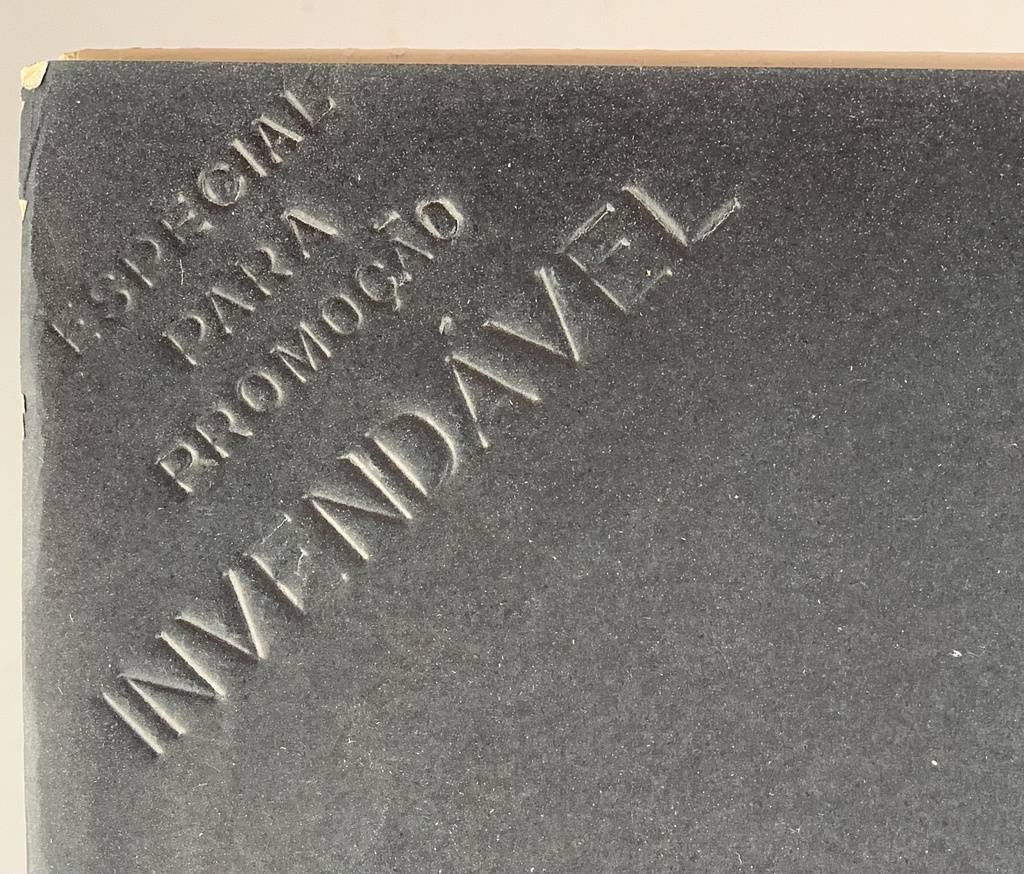 ESPECIAL
PARA
PROMOÇÃO
INVENDÁVEL